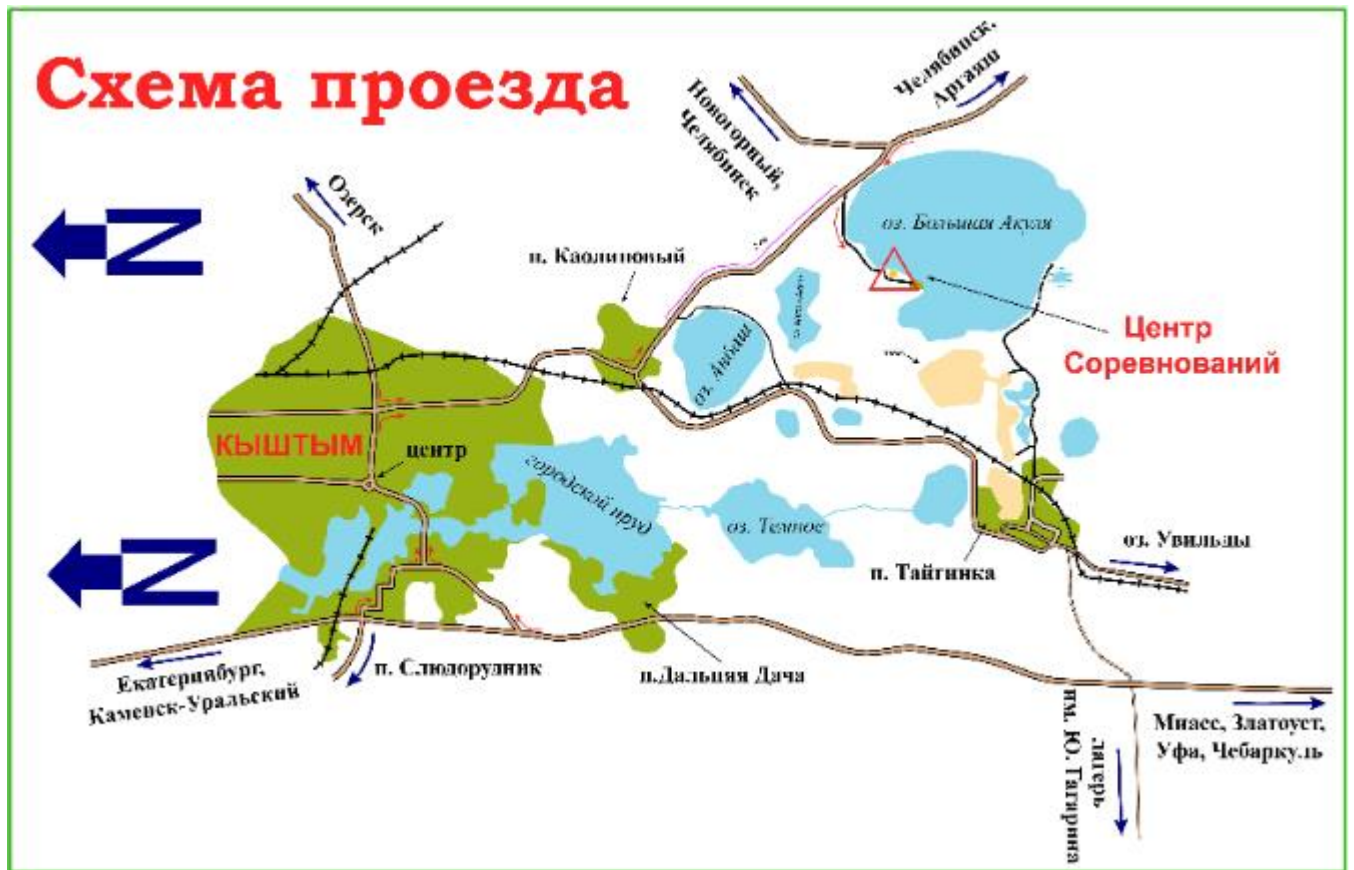 Схема проезда
Челябинск,
Аргаяш
Новогорный,
Челябинск
Озерск
N
п. Каолиновый
оз. Большая Акуля
Центр
Соревнований
оз. Акбаш
КЫШТЫМ
центр
городской пруд
оз. Темное
N
п. Тайгинка
оз. Увильды
п. Слюдорудник
п.Дальняя Дача
Екатеринбург,
Каменск-Уральский
лагерь
им. Ю. Гагарина
Миасс, Златоуст,
Уфа, Чебаркуль